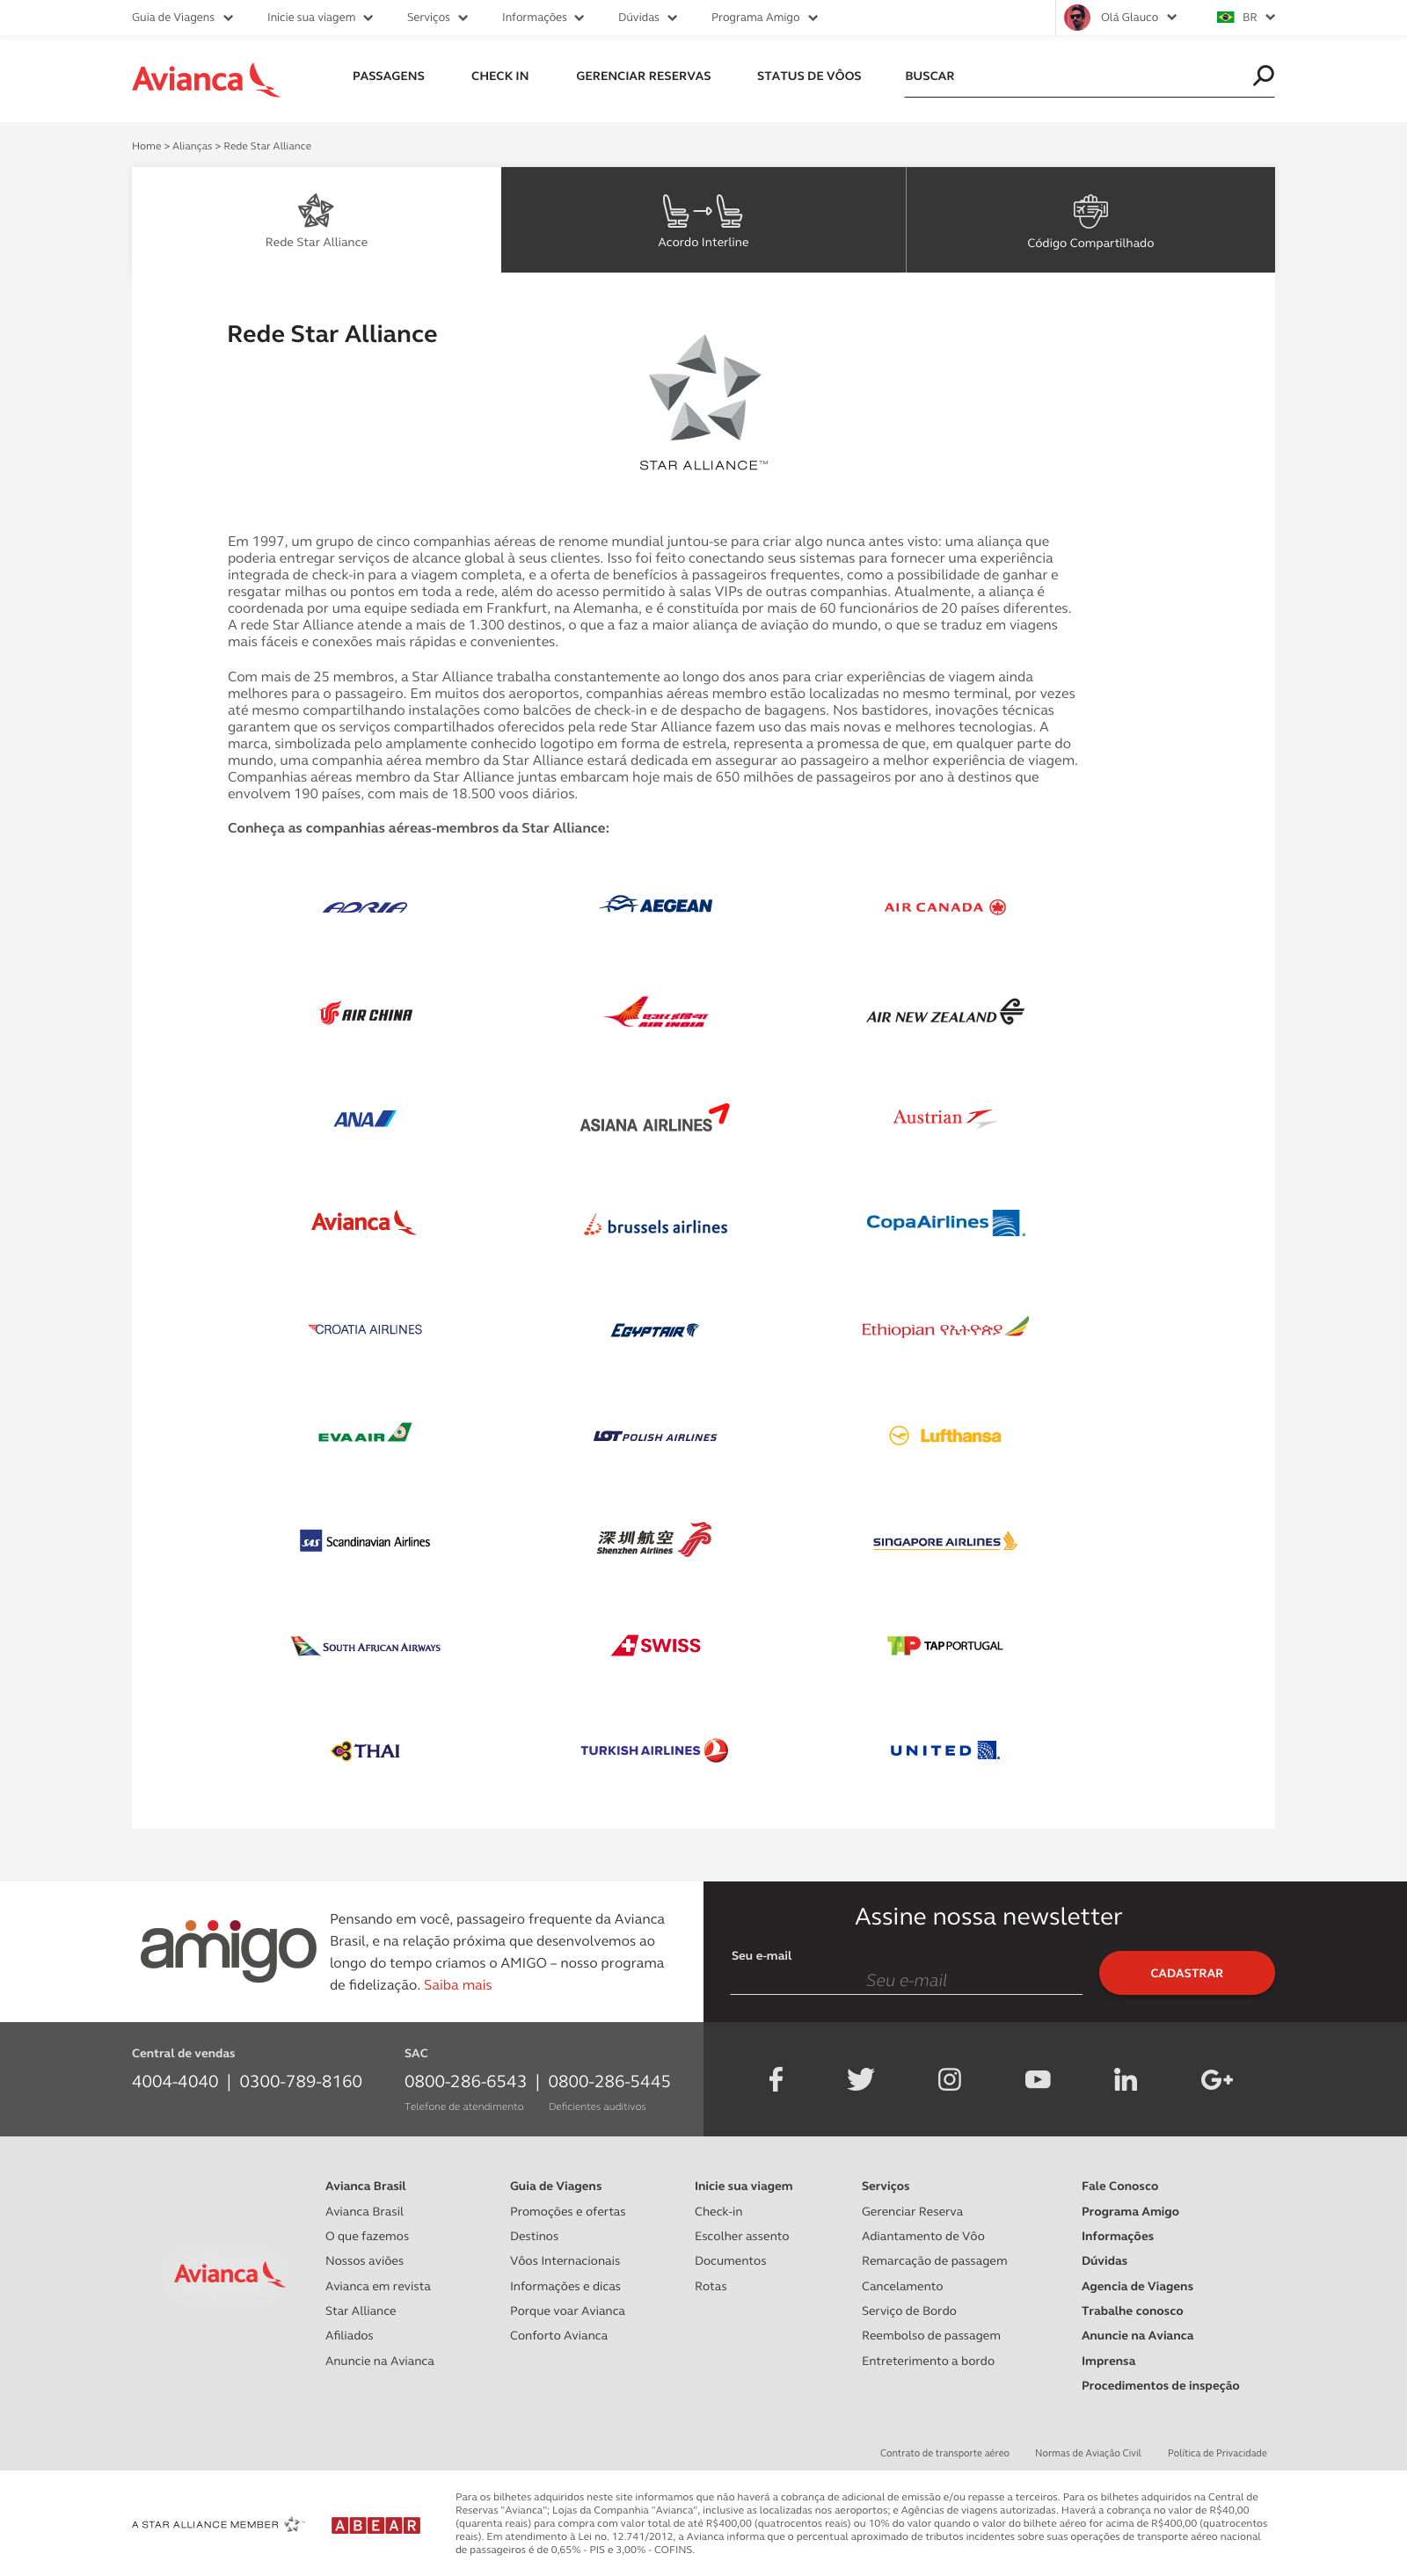 Guia de Viagens Inicie sua viagem Serviços Informações Dúvidas Programa Amigo Olá Glauco BR
Avianca PASSAGENS CHECK IN GERENCIAR RESERVAS STATUS DE VÔOS BUSCAR
Home > Alianças > Rede Star Alliance
Rede Star Alliance Acordo Interline Código Compartilhado
Rede Star Alliance
STAR ALLIANCE™
Em 1997, um grupo de cinco companhias aéreas de renome mundial juntou-se para criar algo nunca antes visto: uma aliança que
poderia entregar serviços de alcance global à seus clientes. Isso foi feito conectando seus sistemas para fornecer uma experiência
integrada de check-in para a viagem completa, e a oferta de benefícios à passageiros frequentes, como a possibilidade de ganhar e
resgatar milhas ou pontos em toda a rede, além do acesso permitido à salas VIPs de outras companhias. Atualmente, a aliança é
coordenada por uma equipe sediada em Frankfurt, na Alemanha, e é constituída por mais de 60 funcionários de 20 países diferentes.
A rede Star Alliance atende a mais de 1.300 destinos, o que a faz a maior aliança de aviação do mundo, o que se traduz em viagens
mais fáceis e conexões mais rápidas e convenientes.
Com mais de 25 membros, a Star Alliance trabalha constantemente ao longo dos anos para criar experiências de viagem ainda
melhores para o passageiro. Em muitos dos aeroportos, companhias aéreas membro estão localizadas no mesmo terminal, por vezes
até mesmo compartilhando instalações como balcões de check-in e de despacho de bagagens. Nos bastidores, inovações técnicas
garantem que os serviços compartilhados oferecidos pela rede Star Alliance fazem uso das mais novas e melhores tecnologias. A
marca, simbolizada pelo amplamente conhecido logotipo em forma de estrela, representa a promessa de que, em qualquer parte do
mundo, uma companhia aérea membro da Star Alliance estará dedicada em assegurar ao passageiro a melhor experiência de viagem.
Companhias aéreas membro da Star Alliance juntas embarcam hoje mais de 650 milhões de passageiros por ano à destinos que
envolvem 190 países, com mais de 18.500 voos diários.
Conheça as companhias aéreas-membros da Star Alliance:
ADRIA AEGEAN AIR CANADA
AIR CHINA एअर इंडिया AIR INDIA AIR NEW ZEALAND
ANA ASIANA AIRLINES Austrian
Avianca brussels airlines CopaAirlines
CROATIA AIRLINES EGYPTAIR Ethiopian የኢትዮጵያ
EVA AIR LOT POLISH AIRLINES Lufthansa
SAS Scandinavian Airlines 深圳航空 Shenzhen Airlines SINGAPORE AIRLINES
SOUTH AFRICAN AIRWAYS SWISS TAP TAP PORTUGAL
THAI TURKISH AIRLINES UNITED
amigo
Pensando em você, passageiro frequente da Avianca
Brasil, e na relação próxima que desenvolvemos ao
longo do tempo criamos o AMIGO – nosso programa
de fidelização. Saiba mais
Assine nossa newsletter
Seu e-mail
Seu e-mail
CADASTRAR
Central de vendas
4004-4040 | 0300-789-8160
SAC
0800-286-6543 | 0800-286-5445
Telefone de atendimento Deficientes auditivos
f in G+
Avianca
Avianca Brasil
Avianca Brasil
O que fazemos
Nossos aviões
Avianca em revista
Star Alliance
Afiliados
Anuncie na Avianca
Guia de Viagens
Promoções e ofertas
Destinos
Vôos Internacionais
Informações e dicas
Porque voar Avianca
Conforto Avianca
Inicie sua viagem
Check-in
Escolher assento
Documentos
Rotas
Serviços
Gerenciar Reserva
Adiantamento de Vôo
Remarcação de passagem
Cancelamento
Serviço de Bordo
Reembolso de passagem
Entreterimento a bordo
Fale Conosco
Programa Amigo
Informações
Dúvidas
Agencia de Viagens
Trabalhe conosco
Anuncie na Avianca
Imprensa
Procedimentos de inspeção
Contrato de transporte aéreo Normas de Aviação Civil Política de Privacidade
A STAR ALLIANCE MEMBER
ABEAR
Para os bilhetes adquiridos neste site informamos que não haverá a cobrança de adicional de emissão e/ou repasse a terceiros. Para os bilhetes adquiridos na Central de
Reservas "Avianca"; Lojas da Companhia "Avianca", inclusive as localizadas nos aeroportos; e Agências de viagens autorizadas. Haverá a cobrança no valor de R$40,00
(quarenta reais) para compra com valor total de até R$400,00 (quatrocentos reais) ou 10% do valor quando o valor do bilhete aéreo for acima de R$400,00 (quatrocentos
reais). Em atendimento à Lei no. 12.741/2012, a Avianca informa que o percentual aproximado de tributos incidentes sobre suas operações de transporte aéreo nacional
de passageiros é de 0,65% - PIS e 3,00% - COFINS.